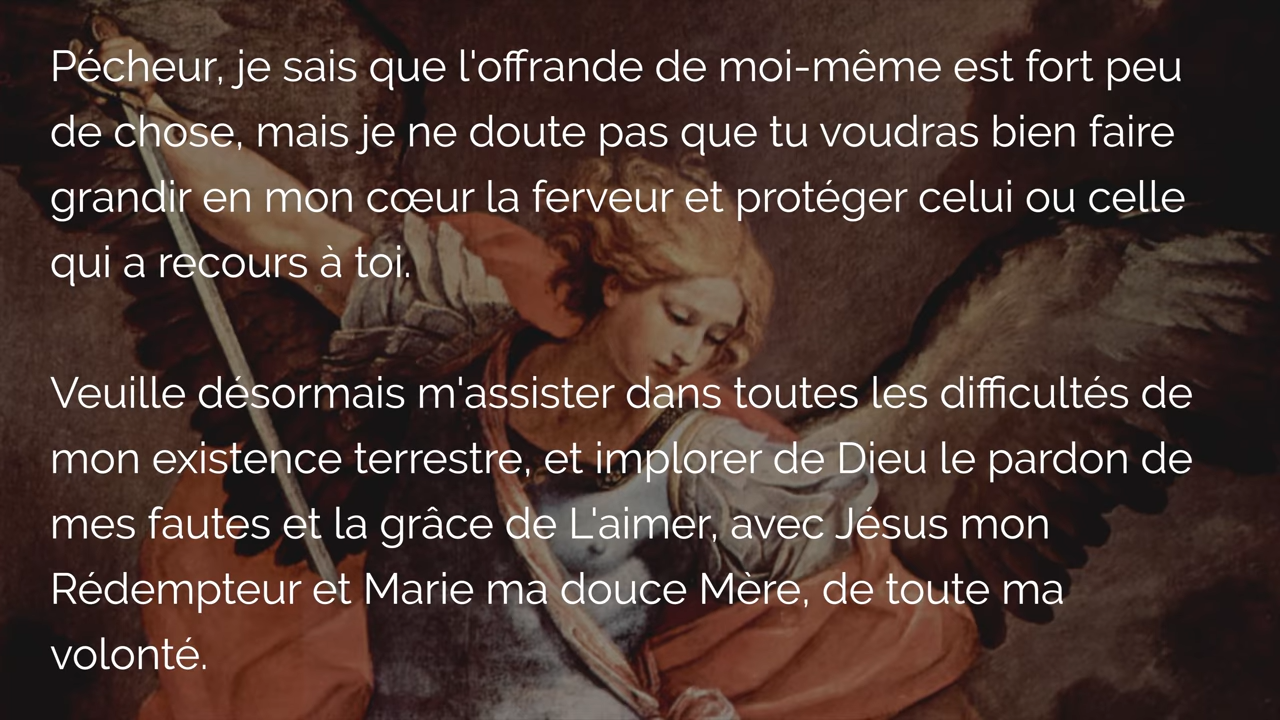 Pécheur, je sais que l'offrande de moi-même est fort peu
de chose, mais je ne doute pas que tu voudras bien faire
grandir en mon cœur la ferveur et protéger celui ou celle
qui a recours à toi.
Veuille désormais m'assister dans toutes les difficultés de
mon existence terrestre, et implorer de Dieu le pardon de
mes fautes et la grâce de L'aimer, avec Jésus mon
Rédempteur et Marie ma douce Mère, de toute ma
volonté.